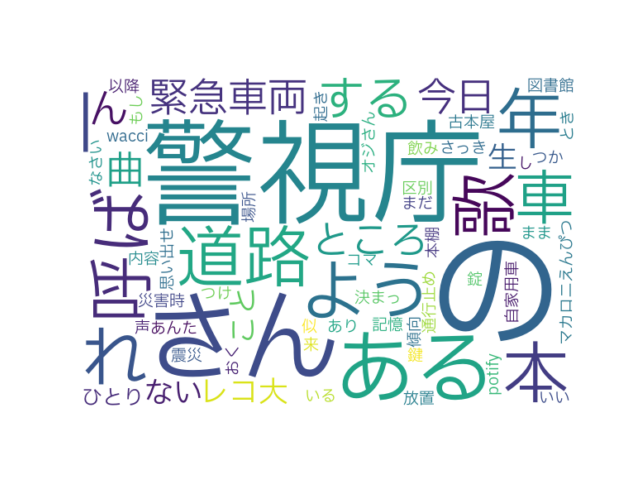 以降
もし
ん
緊急車両
起き
する
オジさん
今日
年
図書館
とき
古本屋
wacci
なさい
曲
警視庁
飲み
さっき
生
し
つか
呼ば
場所
区別
まだ
歌
車
まま
マカロニえんぴつ
内容
思い出せ
道路
ところ
コマ
本棚
錠
自家用車
災害時
つけ
こと
さん
よう
決まっ
通行止め
の
声あんた
れ
震災
おく
似
来
あり
記憶
ある
傾向
鍵
potify
本
ひとり
ない
レコ大
いる
放置
いい